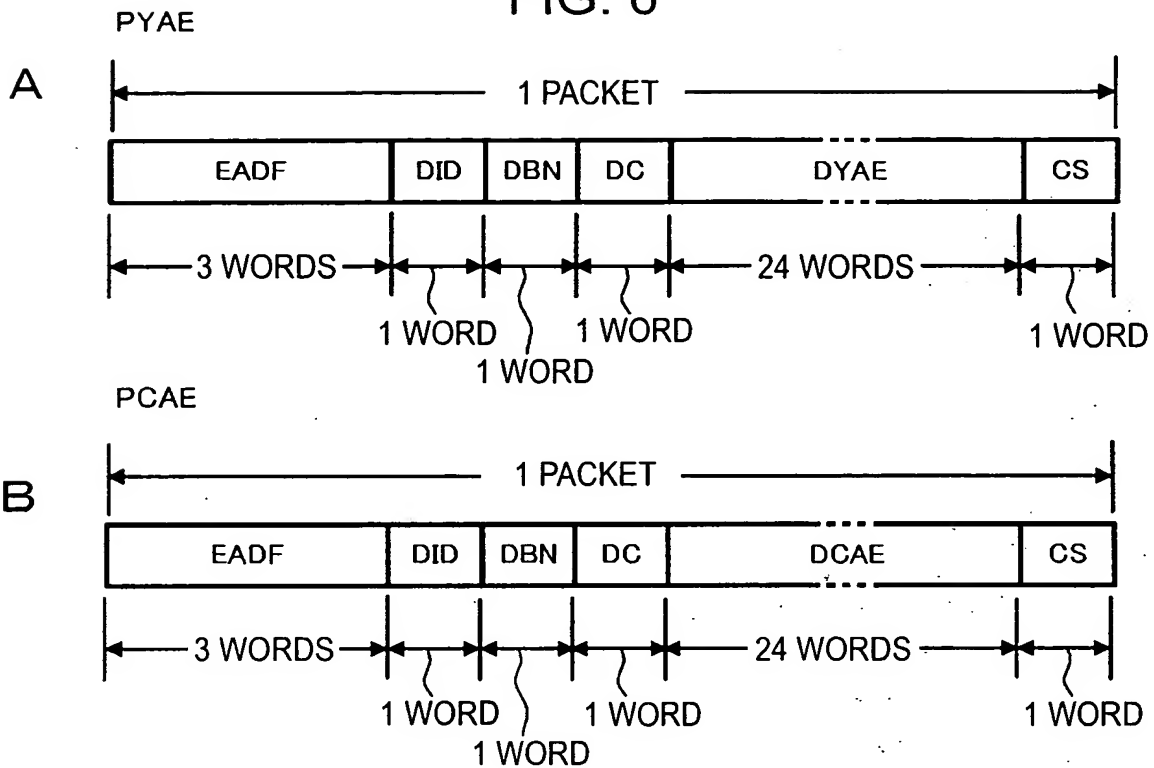 PYAE
A
1 PACKET
EADF DID DBN DC DYAE CS
3 WORDS 24 WORDS
1 WORD 1 WORD 1 WORD
1 WORD
PCAE
B
1 PACKET
EADF DID DBN DC DCAE CS
3 WORDS 24 WORDS
1 WORD 1 WORD 1 WORD
1 WORD